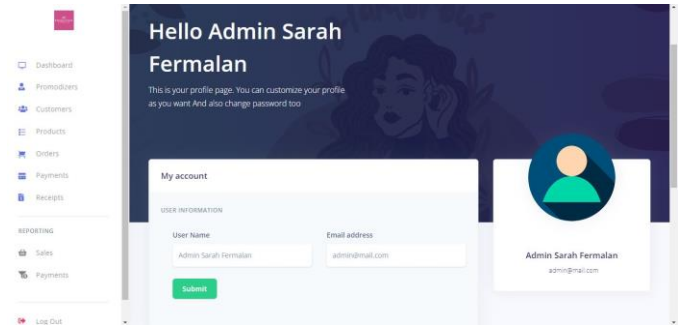 Dashboard
Promodizers
Customers
Products
Orders
Payments
Receipts
REPORTING
Sales
Payments
Log Out
Hello Admin Sarah
Fermalan
This is your profile page. You can customize your profile
as you want And also change password too
My account
USER INFORMATION
User Name
Email address
Admin Sarah Fermalan
admin@mail.com
Submit
Admin Sarah Fermalan
admin@mail.com